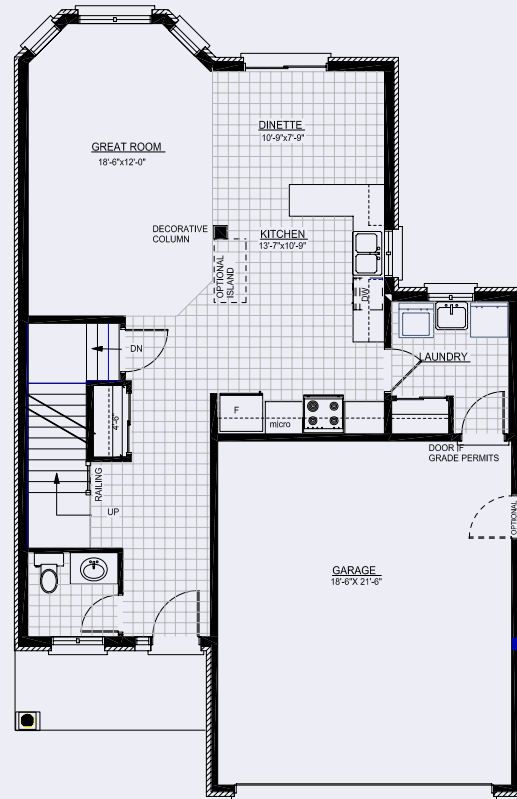 DINETTE
10'-9"x7'-9"
GREAT ROOM
18'-6"x12'-0"
DECORATIVE
COLUMN
KITCHEN
13'-7"x10'-9"
OPTIONAL
ISLAND
DW
DN
LAUNDRY
4'-6"
F
micro
DOOR IF
GRADE PERMITS
RAILING
UP
OPTIONAL
GARAGE
18'-6"X 21'-6"